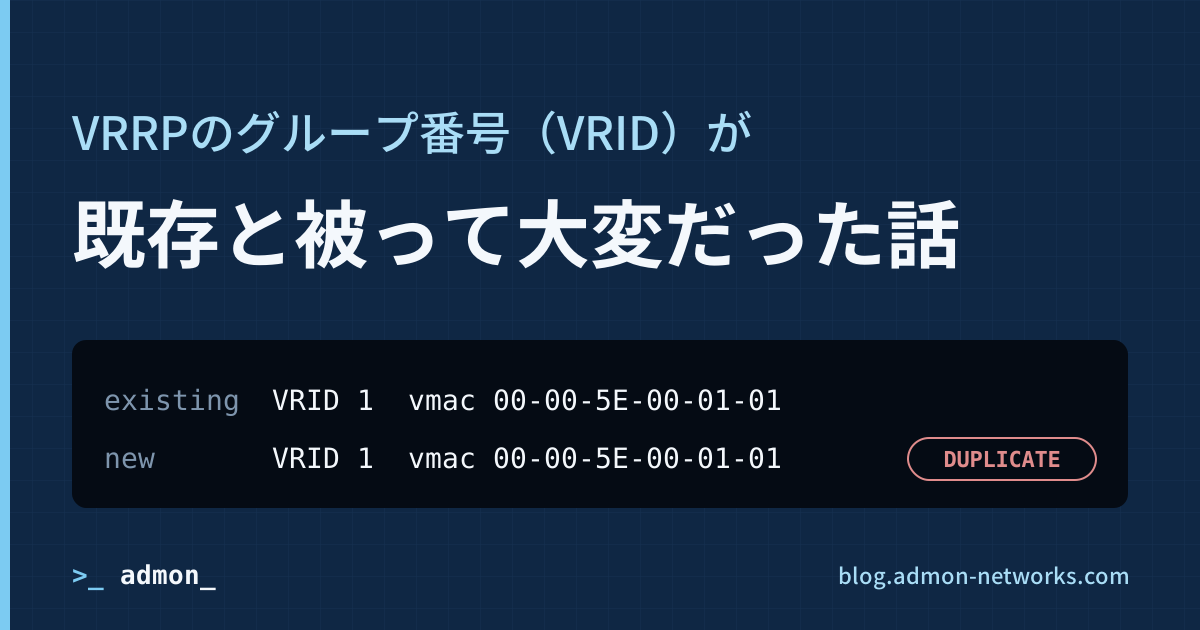 VRRPのグループ番号（VRID）が
既存と被って大変だった話
existing VRID 1 vmac 00-00-5E-00-01-01
new VRID 1 vmac 00-00-5E-00-01-01 DUPLICATE
>_ admon_ blog.admon-networks.com